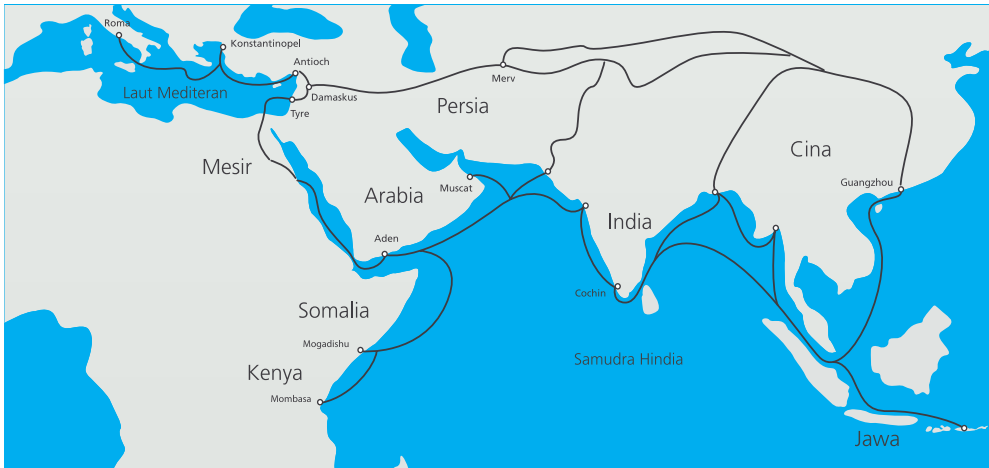 Roma
Konstantinopel
Antioch
Laut Mediteran
Damaskus
Tyre
Merv
Persia
Mesir
Cina
Muscat
Guangzhou
Arabia
India
Aden
Cochin
Somalia
Mogadishu
Samudra Hindia
Kenya
Mombasa
Jawa